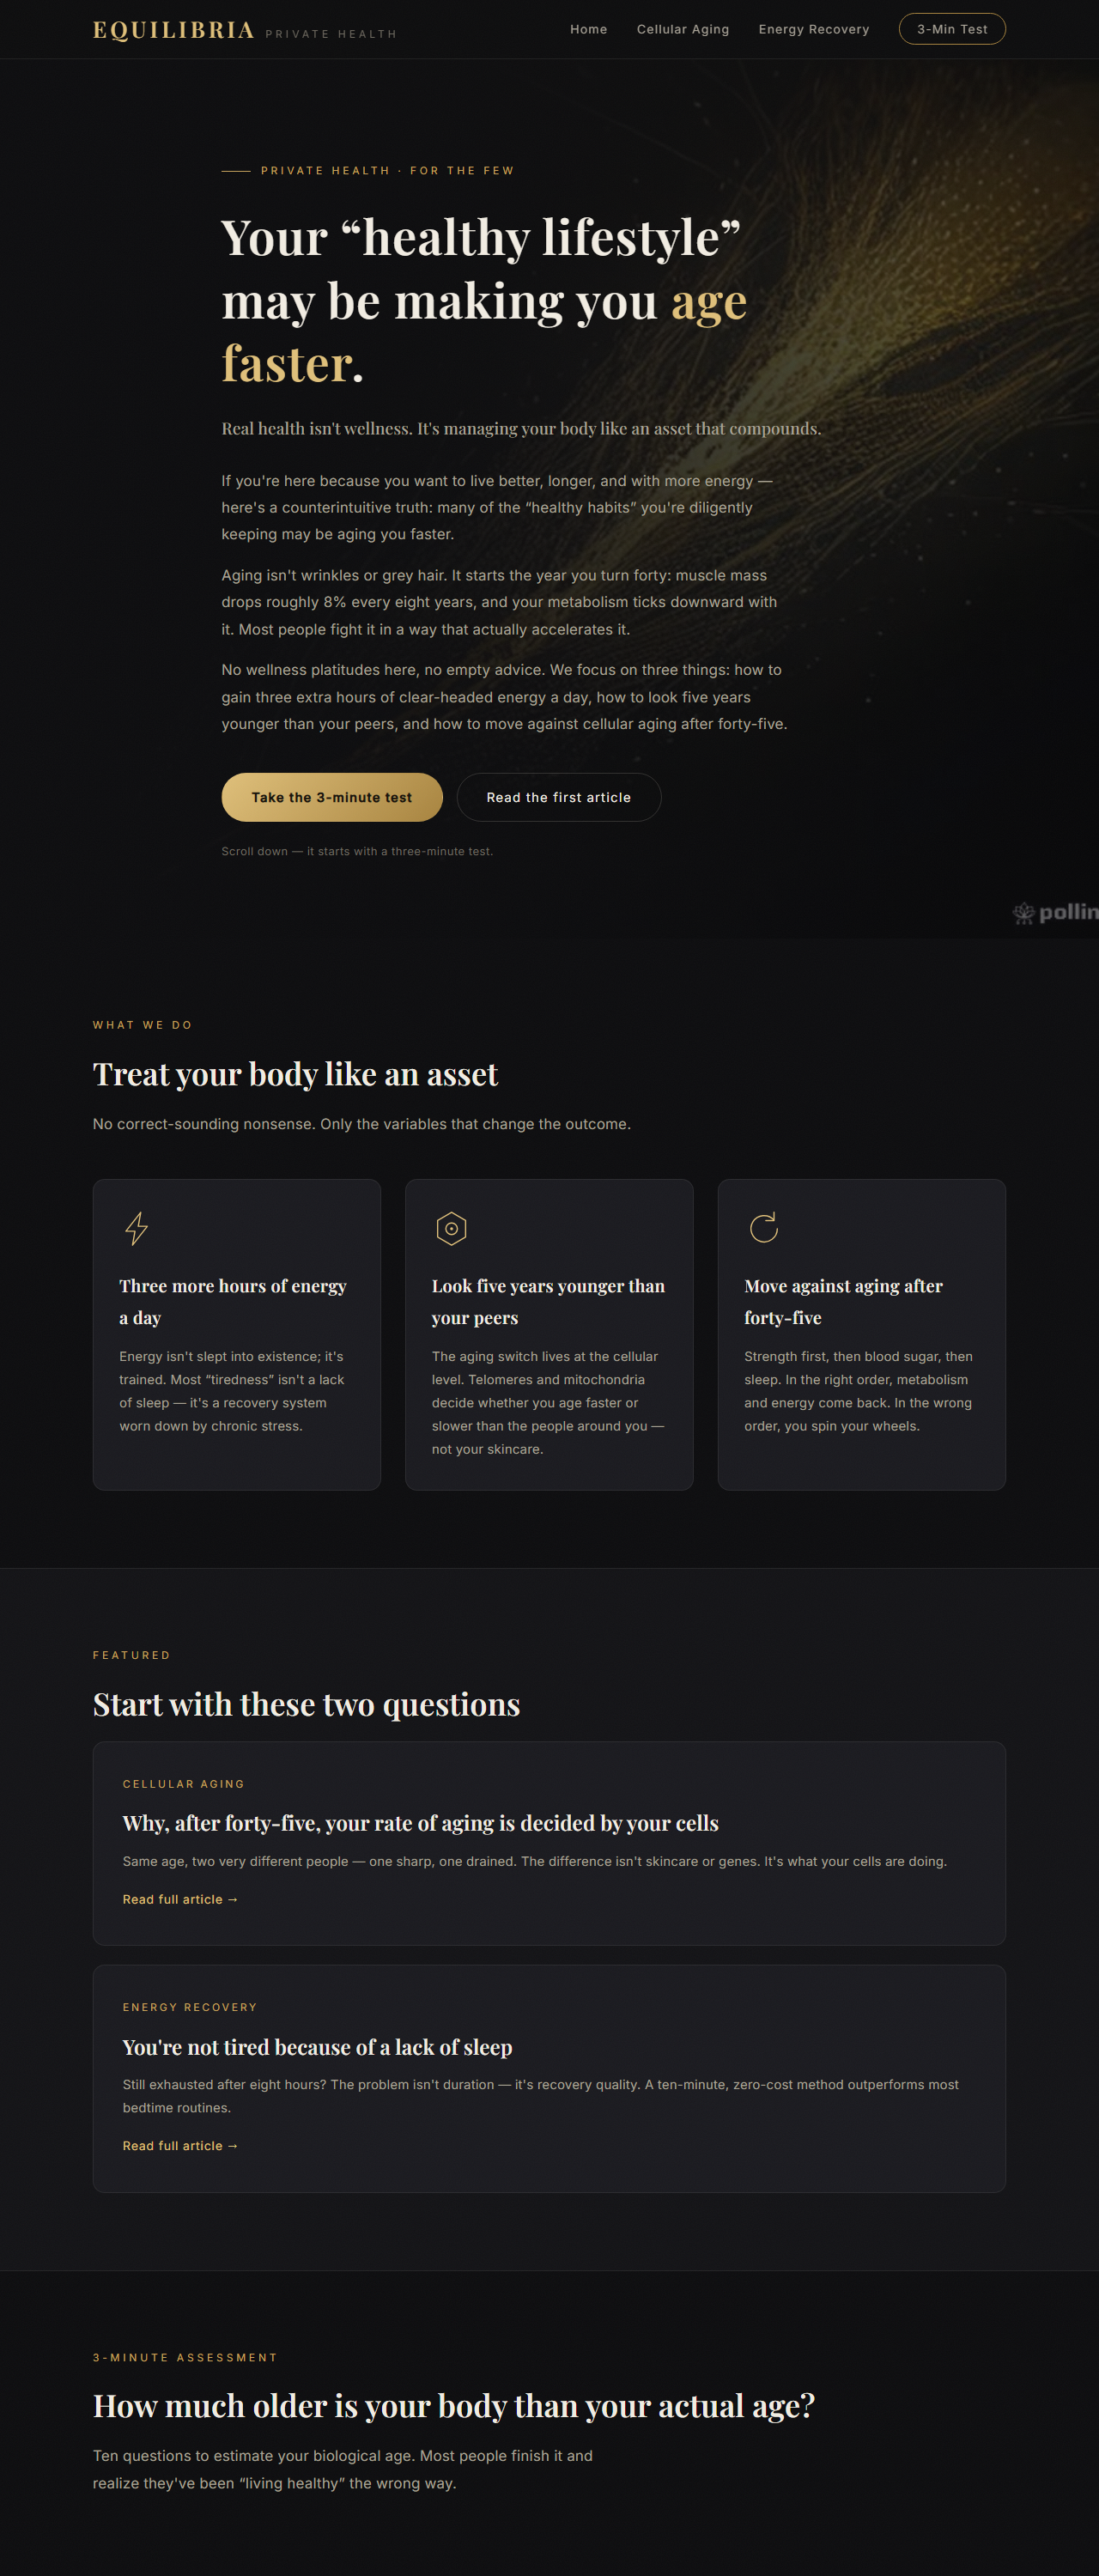 EQUILIBRIA PRIVATE HEALTH
Home Cellular Aging Energy Recovery 3-Min Test
PRIVATE HEALTH · FOR THE FEW
Your “healthy lifestyle”
may be making you age
faster.
Real health isn't wellness. It's managing your body like an asset that compounds.
If you're here because you want to live better, longer, and with more energy —
here's a counterintuitive truth: many of the “healthy habits” you're diligently
keeping may be aging you faster.
Aging isn't wrinkles or grey hair. It starts the year you turn forty: muscle mass
drops roughly 8% every eight years, and your metabolism ticks downward with
it. Most people fight it in a way that actually accelerates it.
No wellness platitudes here, no empty advice. We focus on three things: how to
gain three extra hours of clear-headed energy a day, how to look five years
younger than your peers, and how to move against cellular aging after forty-five.
Take the 3-minute test Read the first article
Scroll down — it starts with a three-minute test.
pollin
WHAT WE DO
Treat your body like an asset
No correct-sounding nonsense. Only the variables that change the outcome.
Three more hours of energy
a day
Energy isn't slept into existence; it's
trained. Most “tiredness” isn't a lack
of sleep — it's a recovery system
worn down by chronic stress.
Look five years younger than
your peers
The aging switch lives at the cellular
level. Telomeres and mitochondria
decide whether you age faster or
slower than the people around you —
not your skincare.
Move against aging after
forty-five
Strength first, then blood sugar, then
sleep. In the right order, metabolism
and energy come back. In the wrong
order, you spin your wheels.
FEATURED
Start with these two questions
CELLULAR AGING
Why, after forty-five, your rate of aging is decided by your cells
Same age, two very different people — one sharp, one drained. The difference isn't skincare or genes. It's what your cells are doing.
Read full article →
ENERGY RECOVERY
You're not tired because of a lack of sleep
Still exhausted after eight hours? The problem isn't duration — it's recovery quality. A ten-minute, zero-cost method outperforms most
bedtime routines.
Read full article →
3-MINUTE ASSESSMENT
How much older is your body than your actual age?
Ten questions to estimate your biological age. Most people finish it and
realize they've been “living healthy” the wrong way.